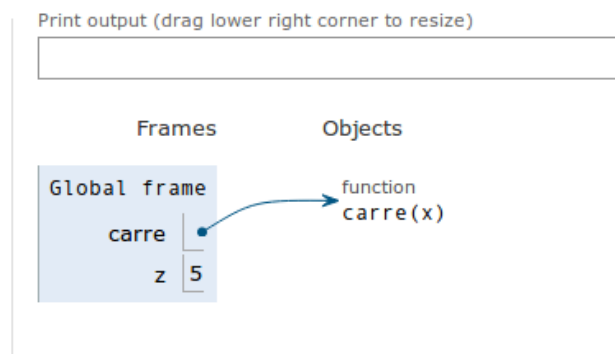 Print output (drag lower right corner to resize)
Frames Objects
Global frame
function
carre
carre(x)
z 5